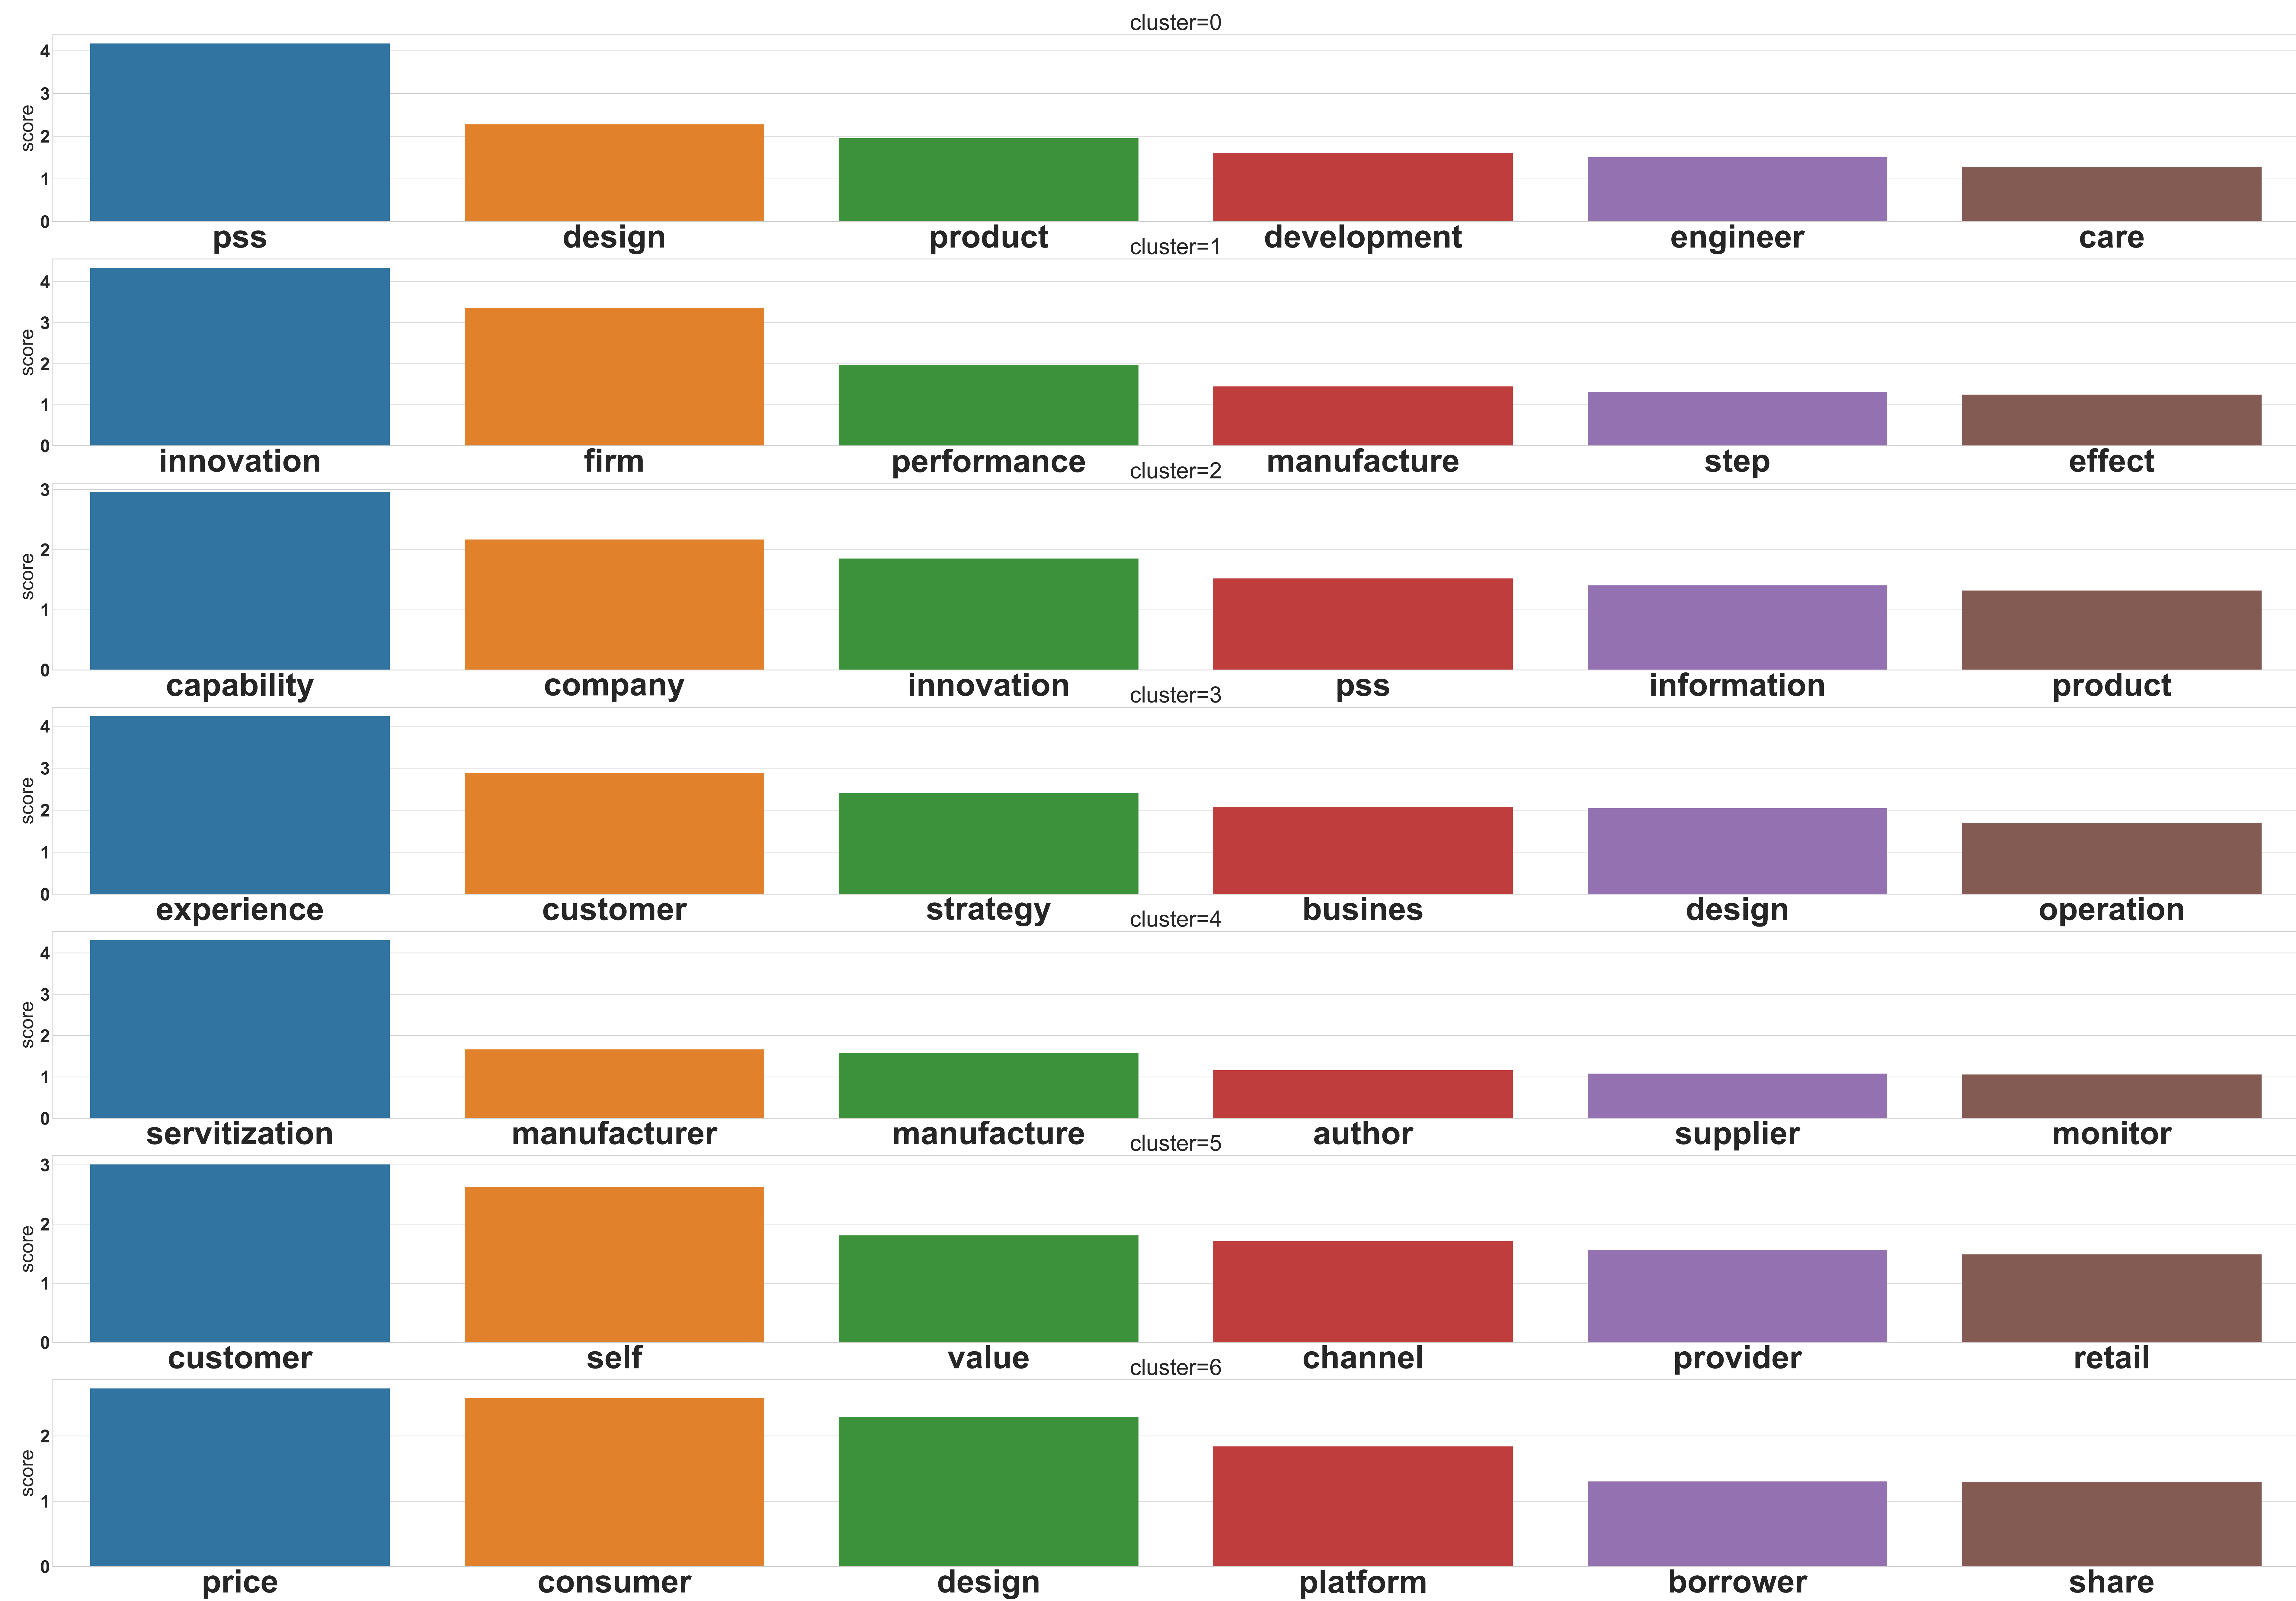 cluster=0
4
3
2
1
0
score
pss design product development engineer care
cluster=1
4
3
2
1
0
score
innovation firm performance manufacture step effect
cluster=2
3
2
1
0
score
capability company innovation pss information product
cluster=3
4
3
2
1
0
score
experience customer strategy busines design operation
cluster=4
4
3
2
1
0
score
servitization manufacturer manufacture author supplier monitor
cluster=5
3
2
1
0
score
customer self value channel provider retail
cluster=6
2
1
0
score
price consumer design platform borrower share